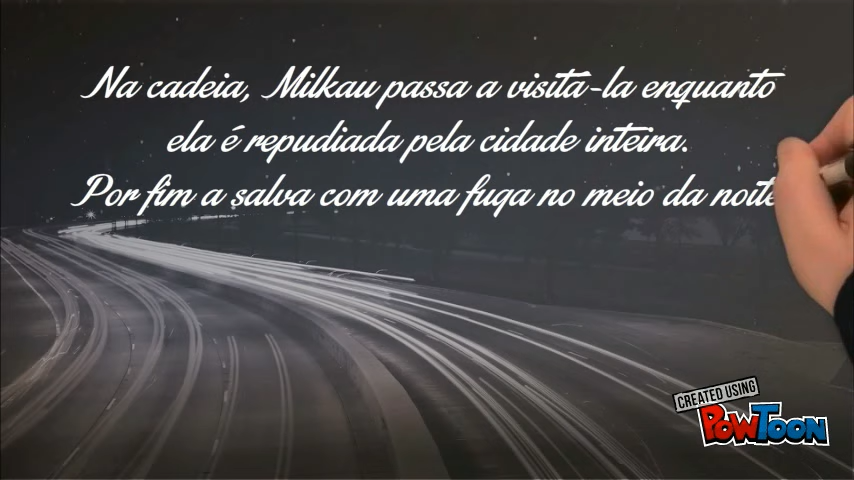 Na cadeia, Milkau passa a visitá-la enquanto
ela é repudiada pela cidade inteira.
Por fim a salva com uma fuga no meio da noite
CREATED USING
POWTOON